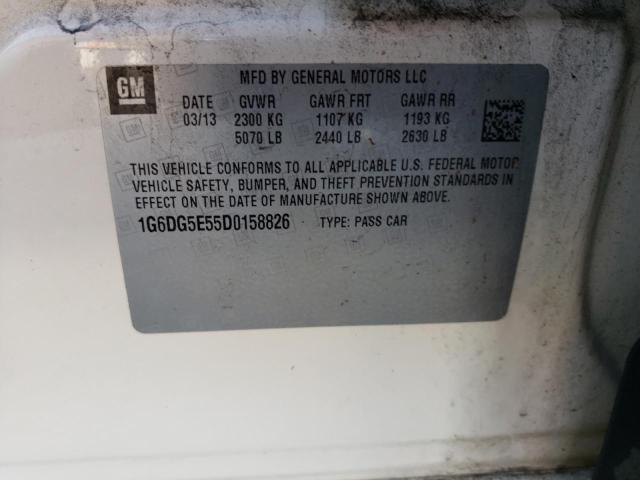 GM
MFD BY GENERAL MOTORS LLC
DATE GVWR GAWR FRT GAWR RR
03/13 2300 KG 1107 KG 1193 KG
5070 LB 2440 LB 2630 LB
THIS VEHICLE CONFORMS TO ALL APPLICABLE U.S. FEDERAL MOTOR
VEHICLE SAFETY, BUMPER, AND THEFT PREVENTION STANDARDS IN
EFFECT ON THE DATE OF MANUFACTURE SHOWN ABOVE.
1G6DG5E55D0158826 TYPE: PASS CAR